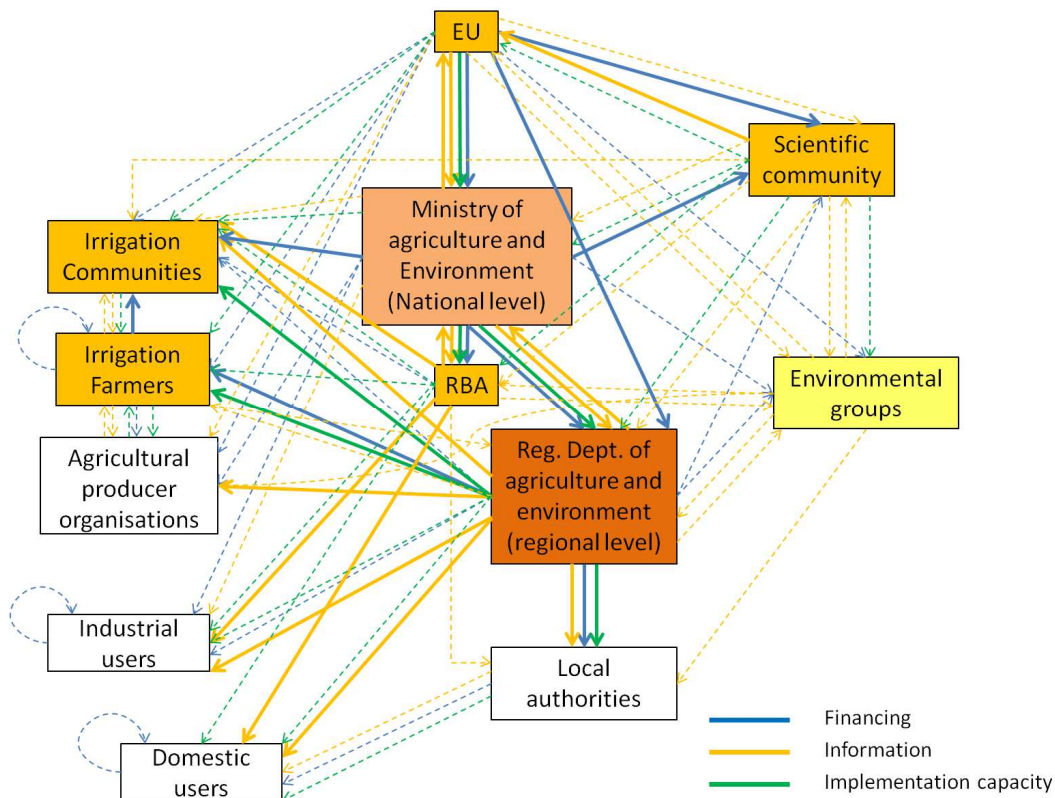 EU
Scientific
community
Ministry of
agriculture and
Environment
(National level)
Irrigation
Communities
Irrigation
Farmers
RBA
Environmental
groups
Agricultural
producer
organisations
Reg. Dept. of
agriculture and
environment
(regional level)
Industrial
users
Local
authorities
Domestic
users
Financing
Information
Implementation capacity